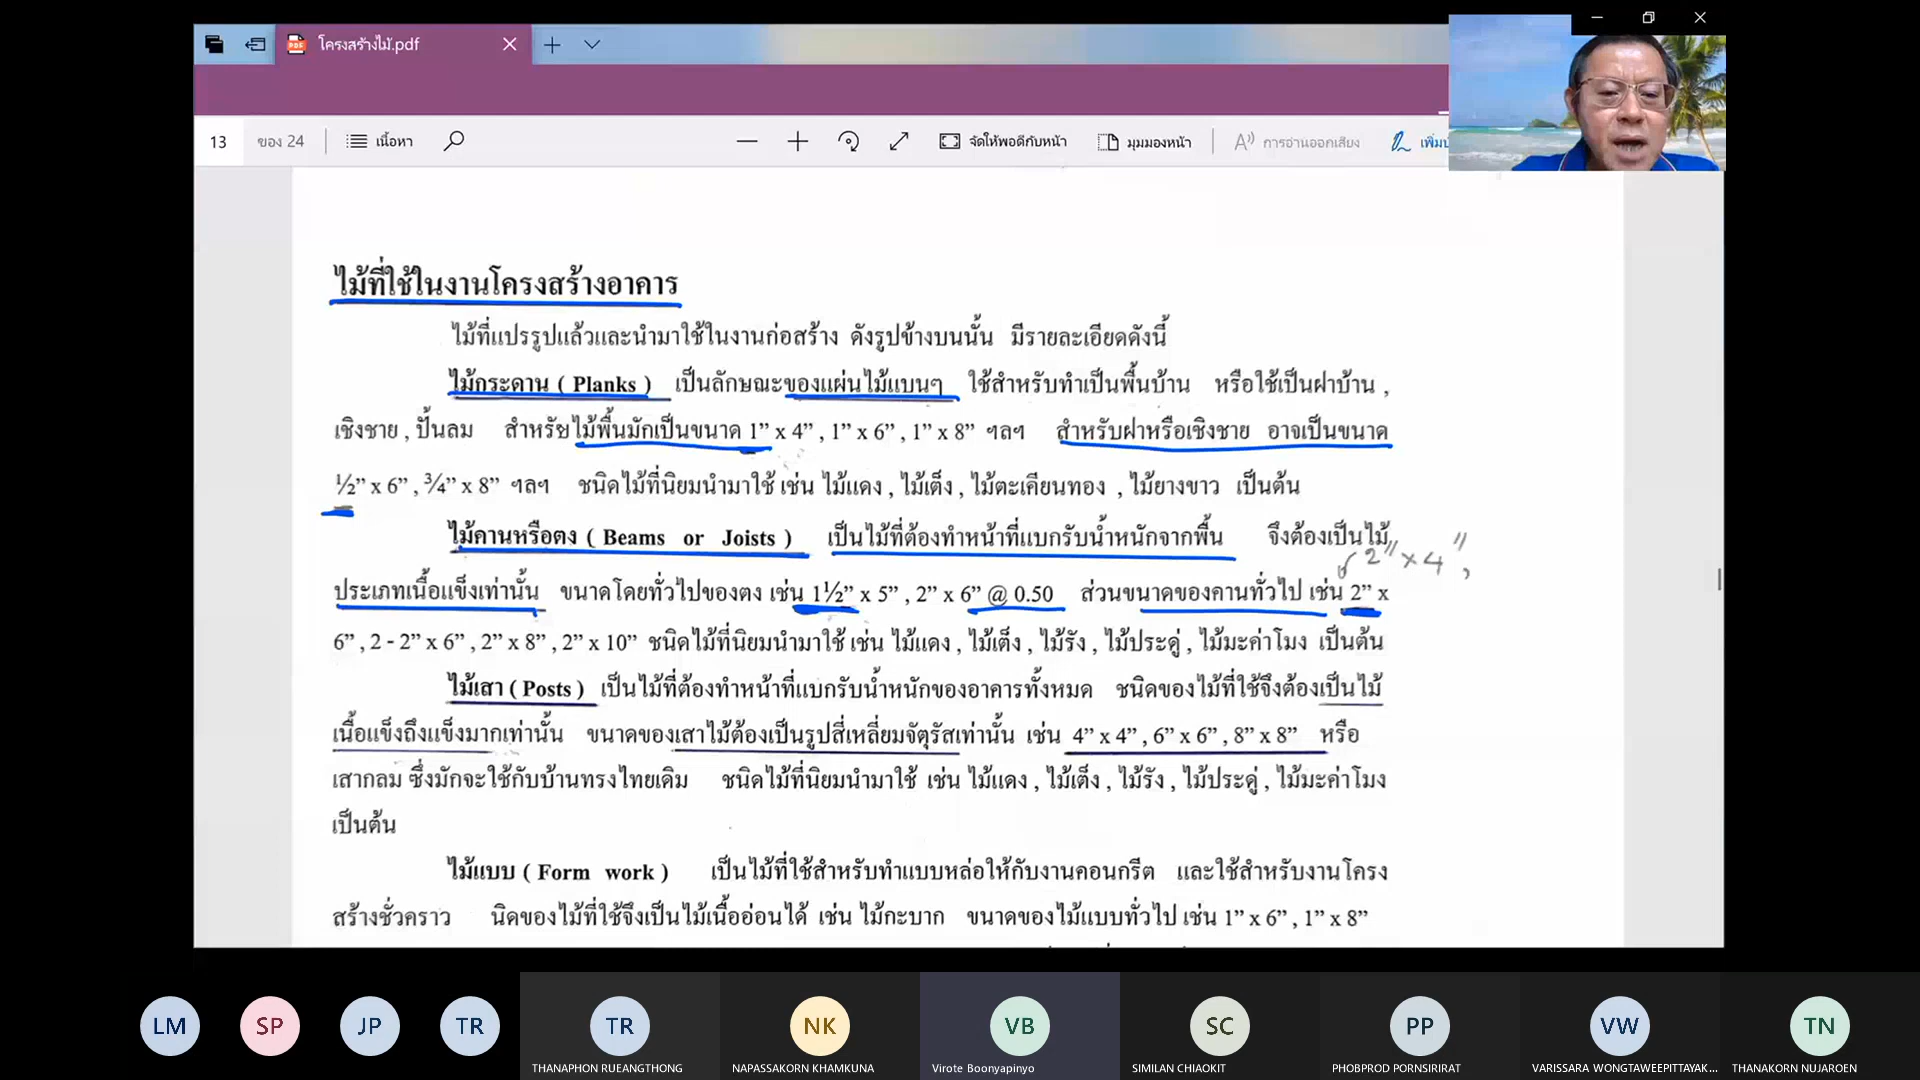 โครงสร้างไม้.pdf
13 ของ 24 เนื้อหา จัดให้พอดีกับหน้า มุมมองหน้า การอ่านออกเสียง
ไม้ที่ใช้ในงานโครงสร้างอาคาร
ไม้ที่แปรรูปแล้วและนำมาใช้ในงานก่อสร้าง ดังรูปข้างบนนั้น มีรายละเอียดดังนี้
ไม้กระดาน ( Planks ) เป็นลักษณะของแผ่นไม้แบนๆ ใช้สำหรับทำเป็นพื้นบ้าน หรือใช้เป็นฝาบ้าน ,
เชิงชาย , ปั้นลม สำหรับไม้พื้นมักเป็นขนาด 1” x 4” , 1” x 6” , 1” x 8” ฯลฯ สำหรับฝาหรือเชิงชาย อาจเป็นขนาด
½” x 6” , ¾” x 8” ฯลฯ ชนิดไม้ที่นิยมนำมาใช้ เช่น ไม้แดง , ไม้เต็ง , ไม้ตะเคียนทอง , ไม้ยางขาว เป็นต้น
ไม้คานหรือตง ( Beams or Joists ) เป็นไม้ที่ต้องทำหน้าที่แบกรับน้ำหนักจากพื้น จึงต้องเป็นไม้
2" x 4" ,
ประเภทเนื้อแข็งเท่านั้น ขนาดโดยทั่วไปของตง เช่น 1½” x 5” , 2” x 6” @ 0.50 ส่วนขนาดของคานทั่วไป เช่น 2” x
6” , 2 - 2” x 6” , 2” x 8” , 2” x 10” ชนิดไม้ที่นิยมนำมาใช้ เช่น ไม้แดง , ไม้เต็ง , ไม้รัง , ไม้ประดู่ , ไม้มะค่าโมง เป็นต้น
ไม้เสา ( Posts ) เป็นไม้ที่ต้องทำหน้าที่แบกรับน้ำหนักของอาคารทั้งหมด ชนิดของไม้ที่ใช้จึงต้องเป็นไม้
เนื้อแข็งถึงแข็งมากเท่านั้น ขนาดของเสาไม้ต้องเป็นรูปสี่เหลี่ยมจัตุรัสเท่านั้น เช่น 4” x 4” , 6” x 6” , 8” x 8” หรือ
เสากลม ซึ่งมักจะใช้กับบ้านทรงไทยเดิม ชนิดไม้ที่นิยมนำมาใช้ เช่น ไม้แดง , ไม้เต็ง , ไม้รัง , ไม้ประดู่ , ไม้มะค่าโมง
เป็นต้น
ไม้แบบ ( Form work ) เป็นไม้ที่ใช้สำหรับทำแบบหล่อให้กับงานคอนกรีต และใช้สำหรับงานโครง
สร้างชั่วคราว นิดของไม้ที่ใช้จึงเป็นไม้เนื้ออ่อนได้ เช่น ไม้กะบาก ขนาดของไม้แบบทั่วไป เช่น 1” x 6” , 1” x 8”
LM SP JP TR TR NK VB SC PP VW TN
THANAPHON RUEANGTHONG NAPASSAKORN KHAMKUNA Virote Boonyapinyo SIMILAN CHIAOKIT PHOBPROD PORNSIRIRAT VARISSARA WONGTAWEEPITTAYAK... THANAKORN NUJAROEN